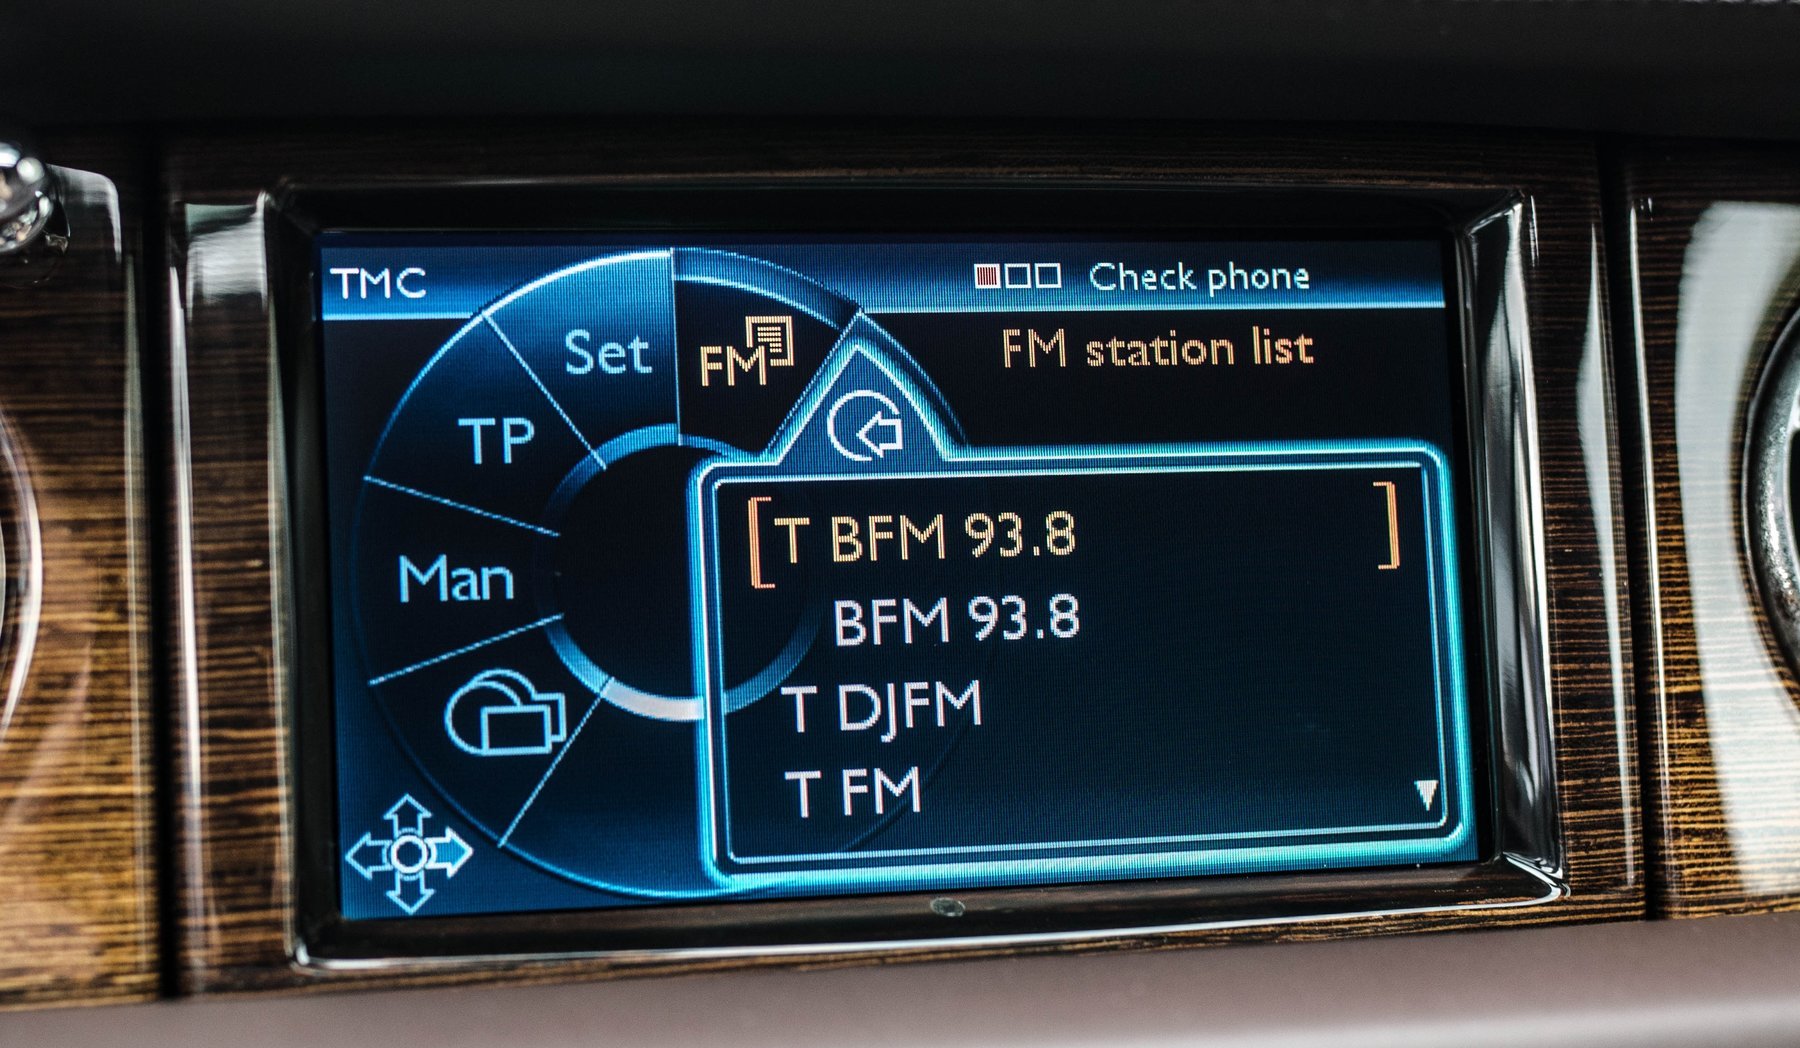 TMC
Check phone
Set
FM
FM station list
TP
Man
[T BFM 93.8 ]
BFM 93.8
T DJFM
T FM